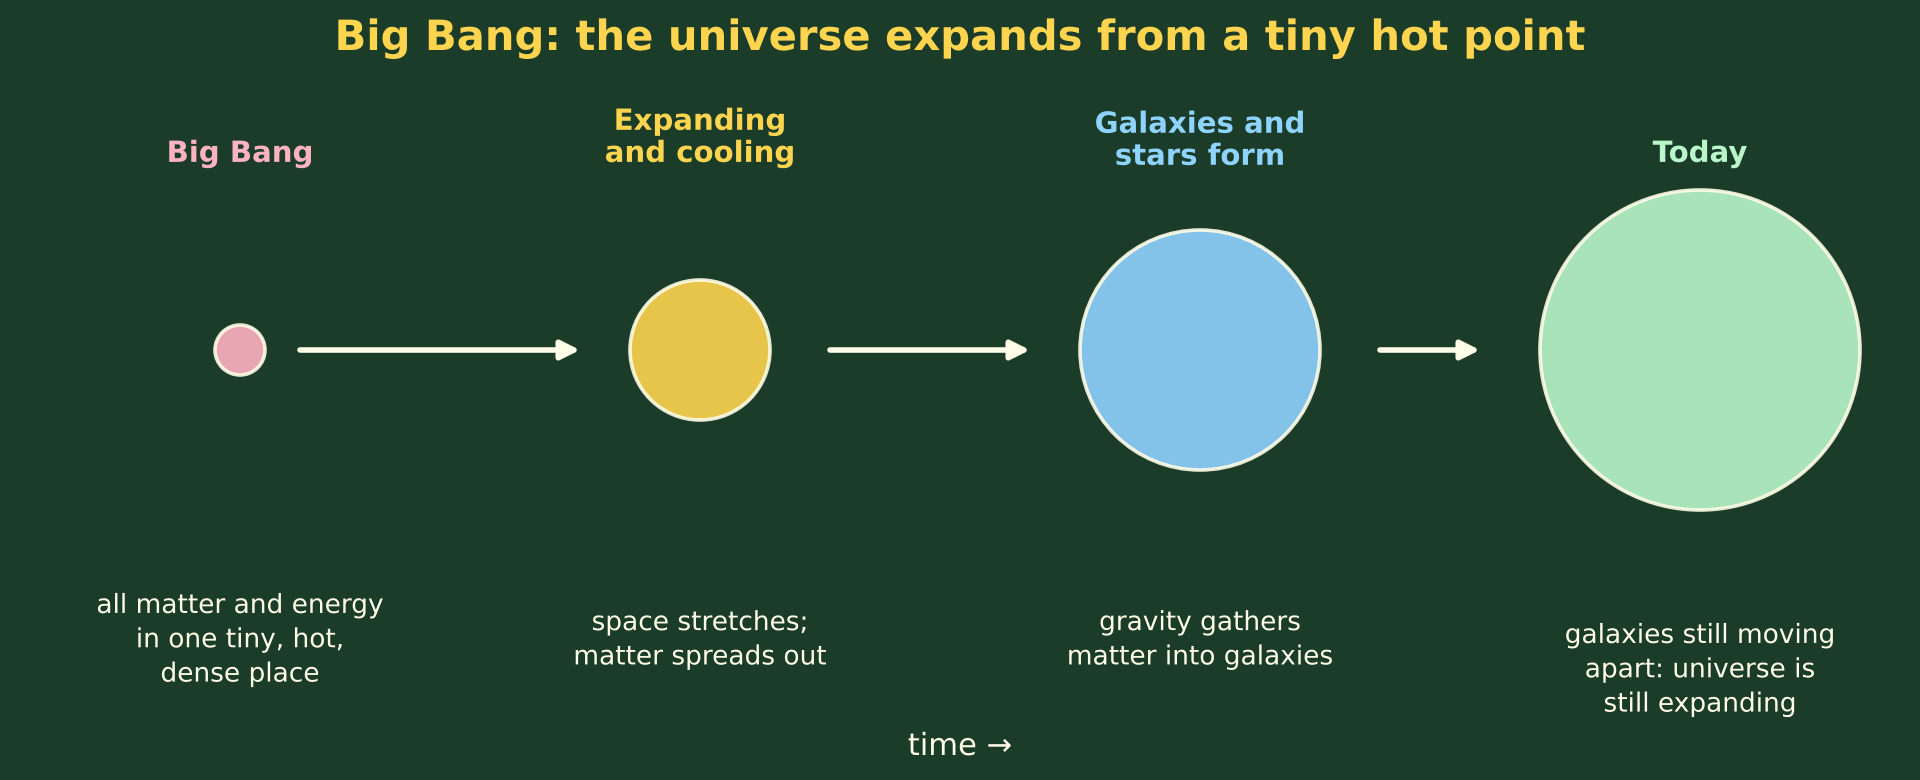 Big Bang: the universe expands from a tiny hot point
Big Bang
Expanding
and cooling
Galaxies and
stars form
Today
all matter and energy
in one tiny, hot,
dense place
space stretches;
matter spreads out
gravity gathers
matter into galaxies
galaxies still moving
apart: universe is
still expanding
time →